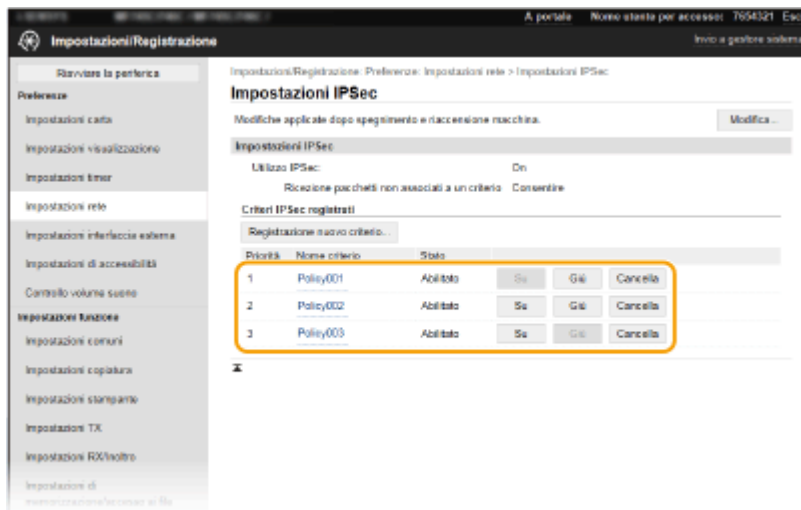 A portale Nome utente per accesso: 7654321 Esc
Impostazioni/Registrazione
Invio a gestore sistema
Riavviare la periferica
Preferenze
Impostazioni carta
Impostazioni visualizzazione
Impostazioni timer
Impostazioni rete
Impostazioni interfaccia esterna
Impostazioni di accessibilità
Controllo volume suono
Impostazioni funzione
Impostazioni comuni
Impostazioni copiatura
Impostazioni stampante
Impostazioni TX
Impostazioni RX/Inoltro
Impostazioni di
memorizzazione/accesso ai file
Impostazioni/Registrazione: Preferenze: Impostazioni rete > Impostazioni IPSec
Impostazioni IPSec
Modifiche applicate dopo spegnimento e riaccensione macchina.
Modifica...
Impostazioni IPSec
Utilizzo IPSec: On
Ricezione pacchetti non associati a un criterio Consentire
Criteri IPSec registrati
Registrazione nuovo criterio...
Priorità Nome criterio Stato
1 Policy001 Abilitato Su Giù Cancella
2 Policy002 Abilitato Su Giù Cancella
3 Policy003 Abilitato Su Giù Cancella